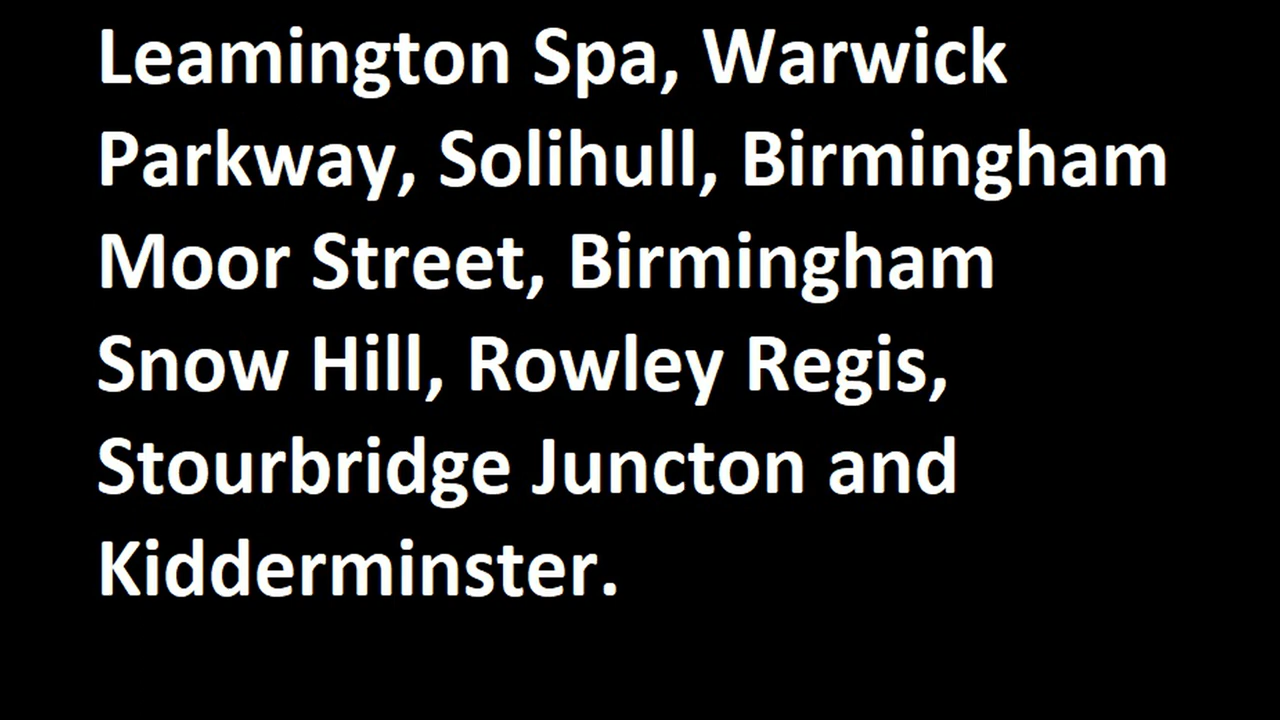 Leamington Spa, Warwick
Parkway, Solihull, Birmingham
Moor Street, Birmingham
Snow Hill, Rowley Regis,
Stourbridge Juncton and
Kidderminster.